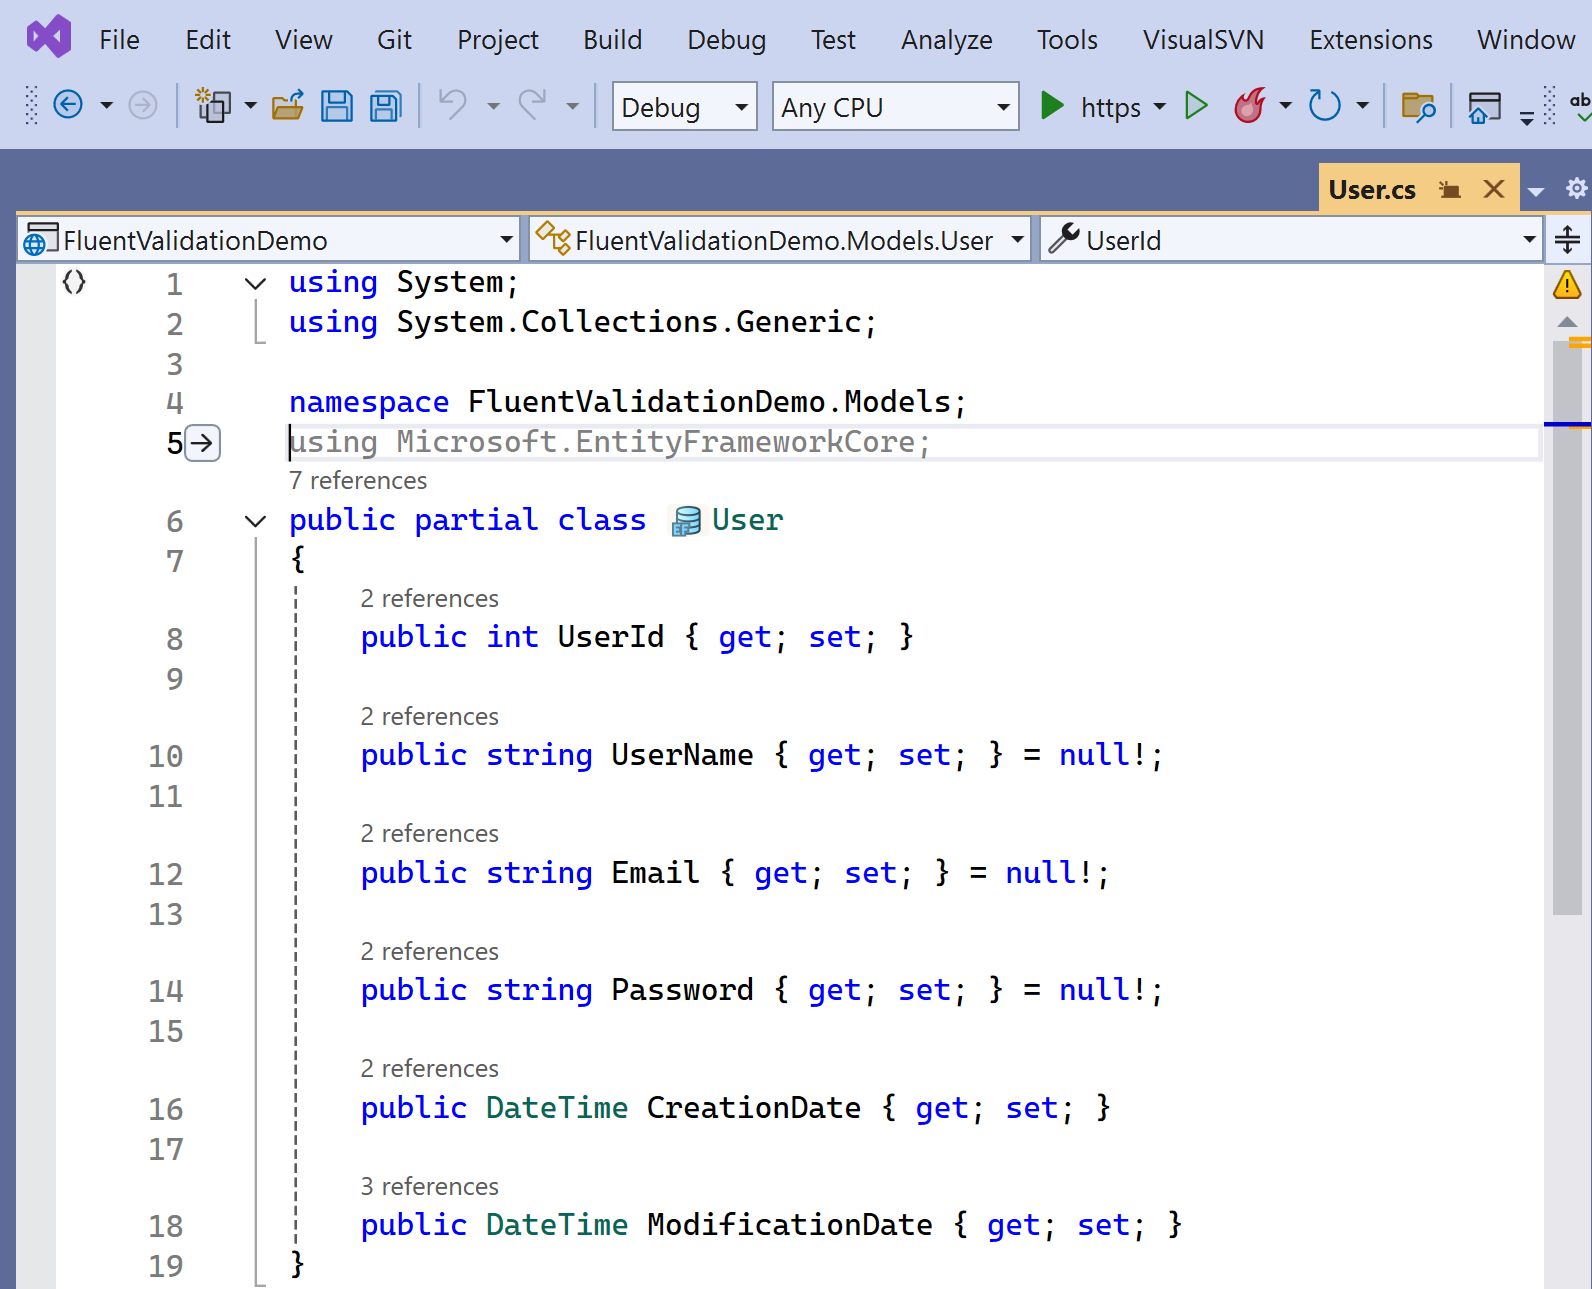 File Edit View Git Project Build Debug Test Analyze Tools VisualSVN Extensions Window
Debug Any CPU https ab
User.cs
FluentValidationDemo FluentValidationDemo.Models.User UserId
1 using System;
2 using System.Collections.Generic;
3
4 namespace FluentValidationDemo.Models;
5 using Microsoft.EntityFrameworkCore;
7 references
6 public partial class User
7 {
2 references
8 public int UserId { get; set; }
9
2 references
10 public string UserName { get; set; } = null!;
11
2 references
12 public string Email { get; set; } = null!;
13
2 references
14 public string Password { get; set; } = null!;
15
2 references
16 public DateTime CreationDate { get; set; }
17
3 references
18 public DateTime ModificationDate { get; set; }
19 }